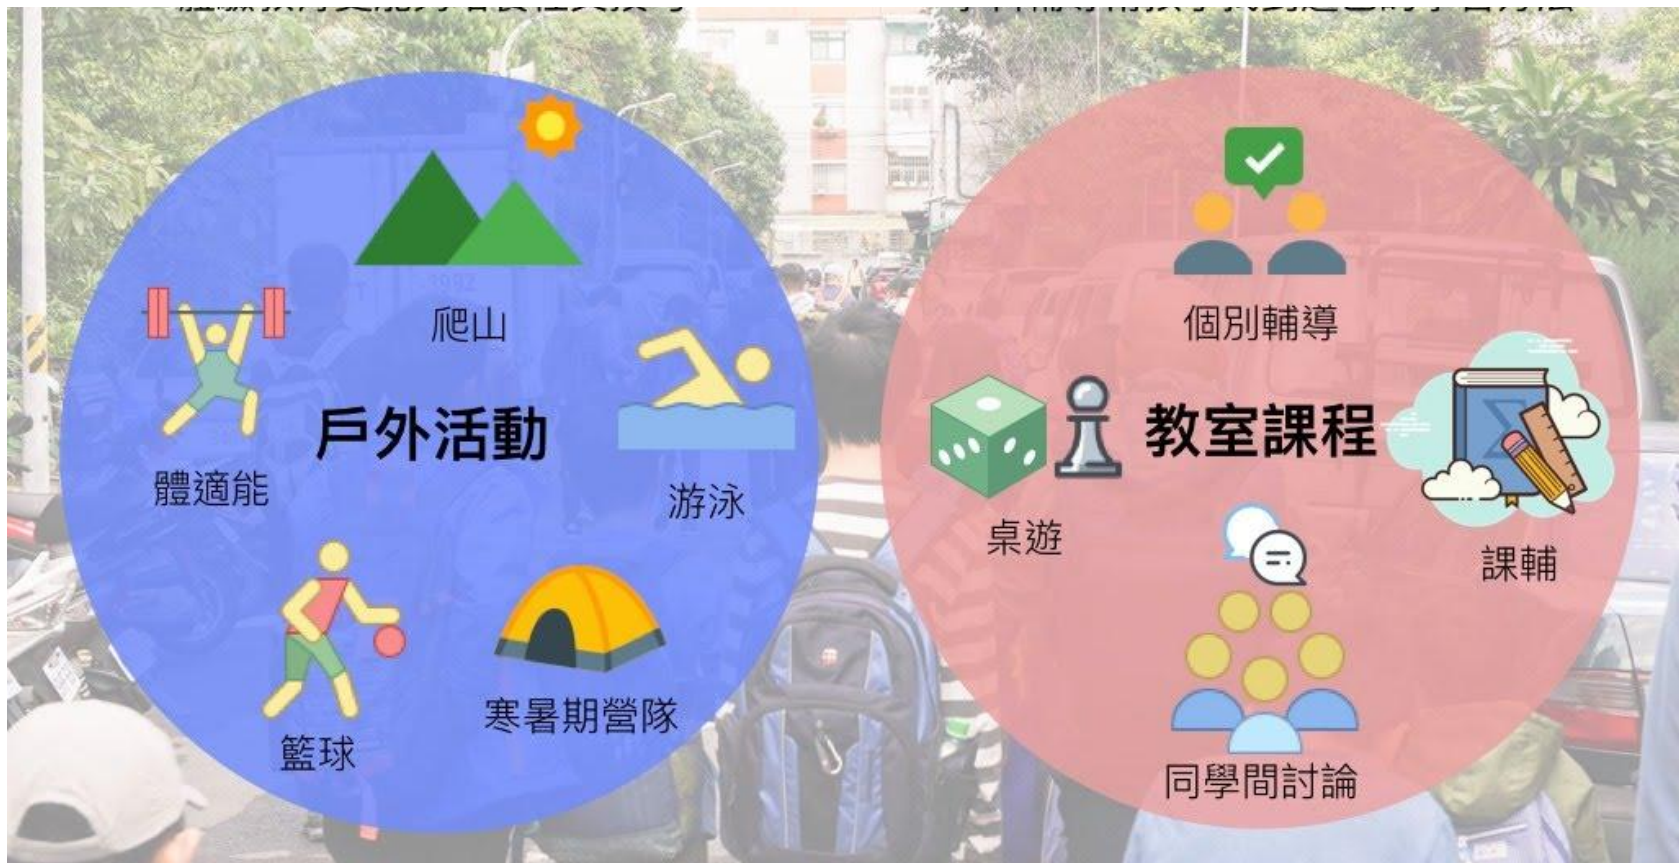 爬山
體適能
戶外活動
游泳
籃球
寒暑期營隊
個別輔導
桌遊
教室課程
課輔
同學間討論